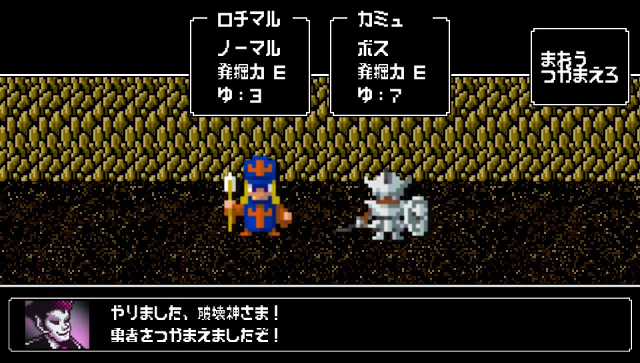 ロチマル
ノーマル
発掘力 E
ゆ:3
カミュ
ボス
発掘力 E
ゆ:7
まおう
つかまえろ
やりました、破壊神さま!
勇者をつかまえましたぞ!